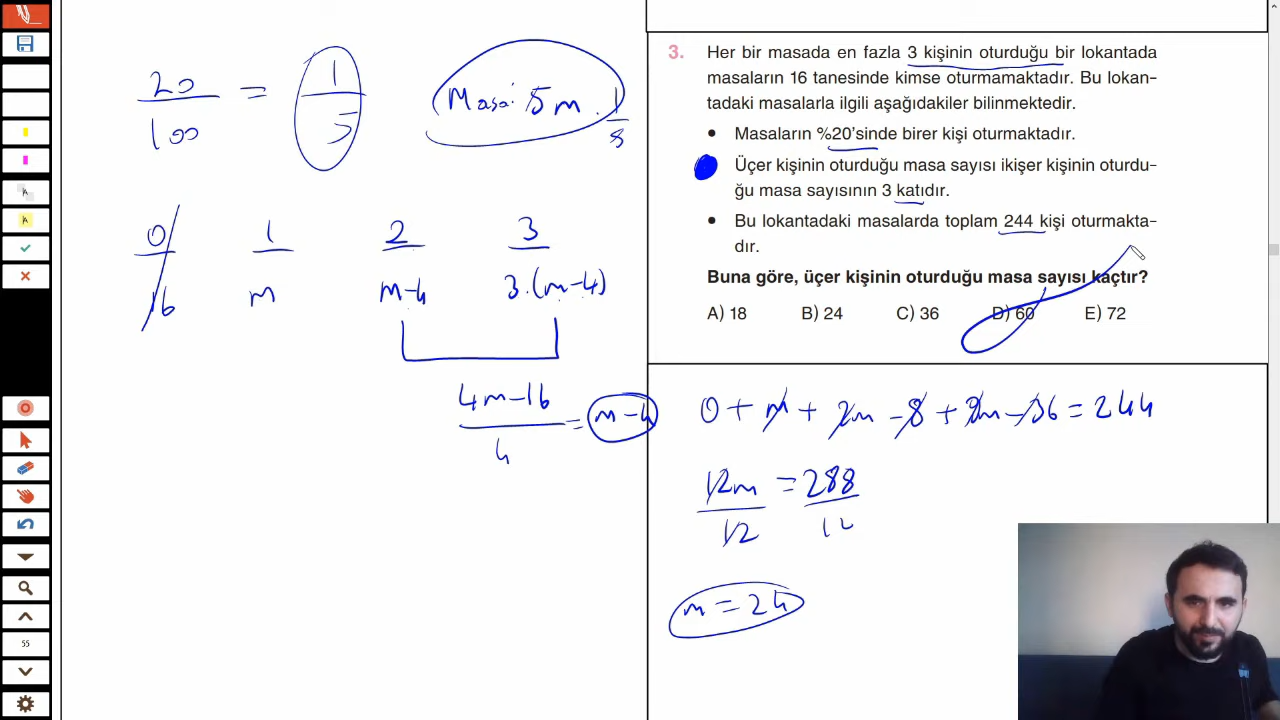 20
100
=
1
5
Masa: 5m . 1
5
0 1 2 3
16 m m-4 3.(m-4)
4m-16
4
= m-4
3. Her bir masada en fazla 3 kişinin oturduğu bir lokantada
masaların 16 tanesinde kimse oturmamaktadır. Bu lokan-
tadaki masalarla ilgili aşağıdakiler bilinmektedir.
• Masaların %20'sinde birer kişi oturmaktadır.
Üçer kişinin oturduğu masa sayısı ikişer kişinin oturdu-
ğu masa sayısının 3 katıdır.
• Bu lokantadaki masalarda toplam 244 kişi oturmakta-
dır.
Buna göre, üçer kişinin oturduğu masa sayısı kaçtır?
A) 18 B) 24 C) 36 D) 60 E) 72
0 + m + 2m - 8 + 9m - 36 = 244
12m = 288
12 12
m = 24
55